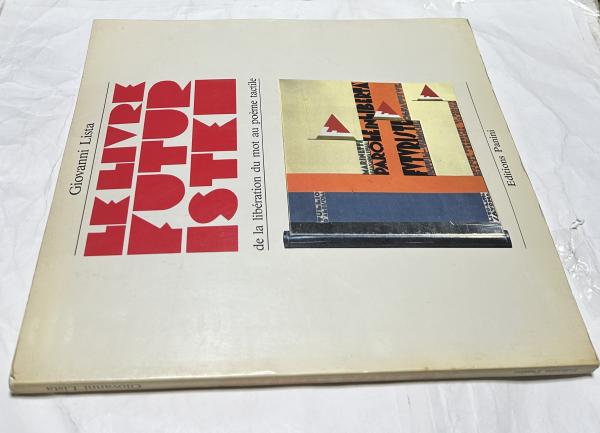 Giovanni Lista
LE LIVRE
FUTUR
ISTE
de la libération du mot au poème tactile
MARINETTI
PAROLE IN LIBERTÀ
FUTURISTE
Editions Panini
Giovanni Lista